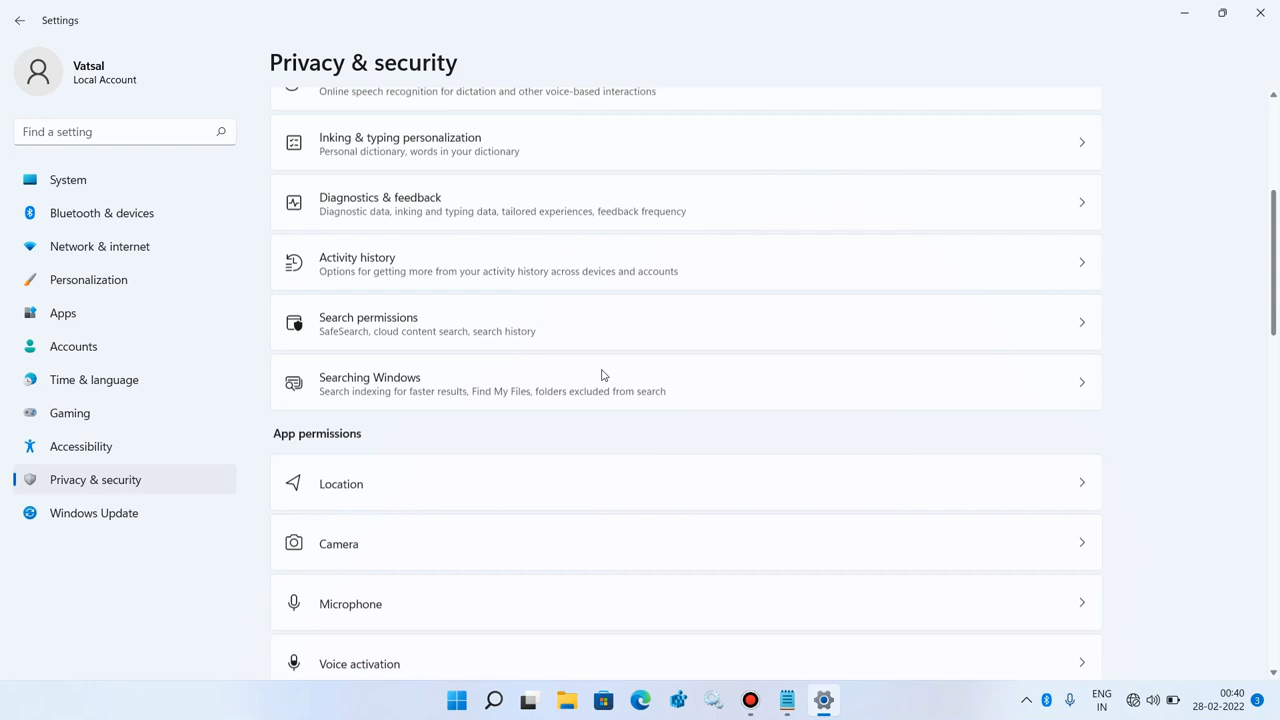 Settings
Vatsal
Local Account
Find a setting
System
Bluetooth & devices
Network & internet
Personalization
Apps
Accounts
Time & language
Gaming
Accessibility
Privacy & security
Windows Update
Privacy & security
Online speech recognition for dictation and other voice-based interactions
Inking & typing personalization
Personal dictionary, words in your dictionary
Diagnostics & feedback
Diagnostic data, inking and typing data, tailored experiences, feedback frequency
Activity history
Options for getting more from your activity history across devices and accounts
Search permissions
SafeSearch, cloud content search, search history
Searching Windows
Search indexing for faster results, Find My Files, folders excluded from search
App permissions
Location
Camera
Microphone
Voice activation
ENG
IN
00:40
28-02-2022
3